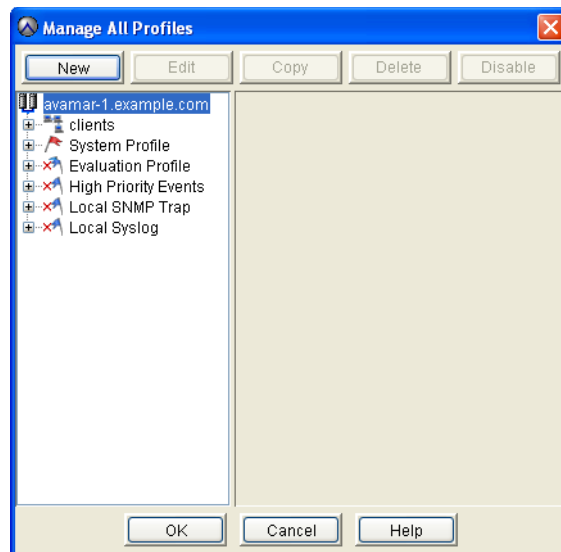 Manage All Profiles
New Edit Copy Delete Disable
avamar-1.example.com
clients
System Profile
Evaluation Profile
High Priority Events
Local SNMP Trap
Local Syslog
OK Cancel Help